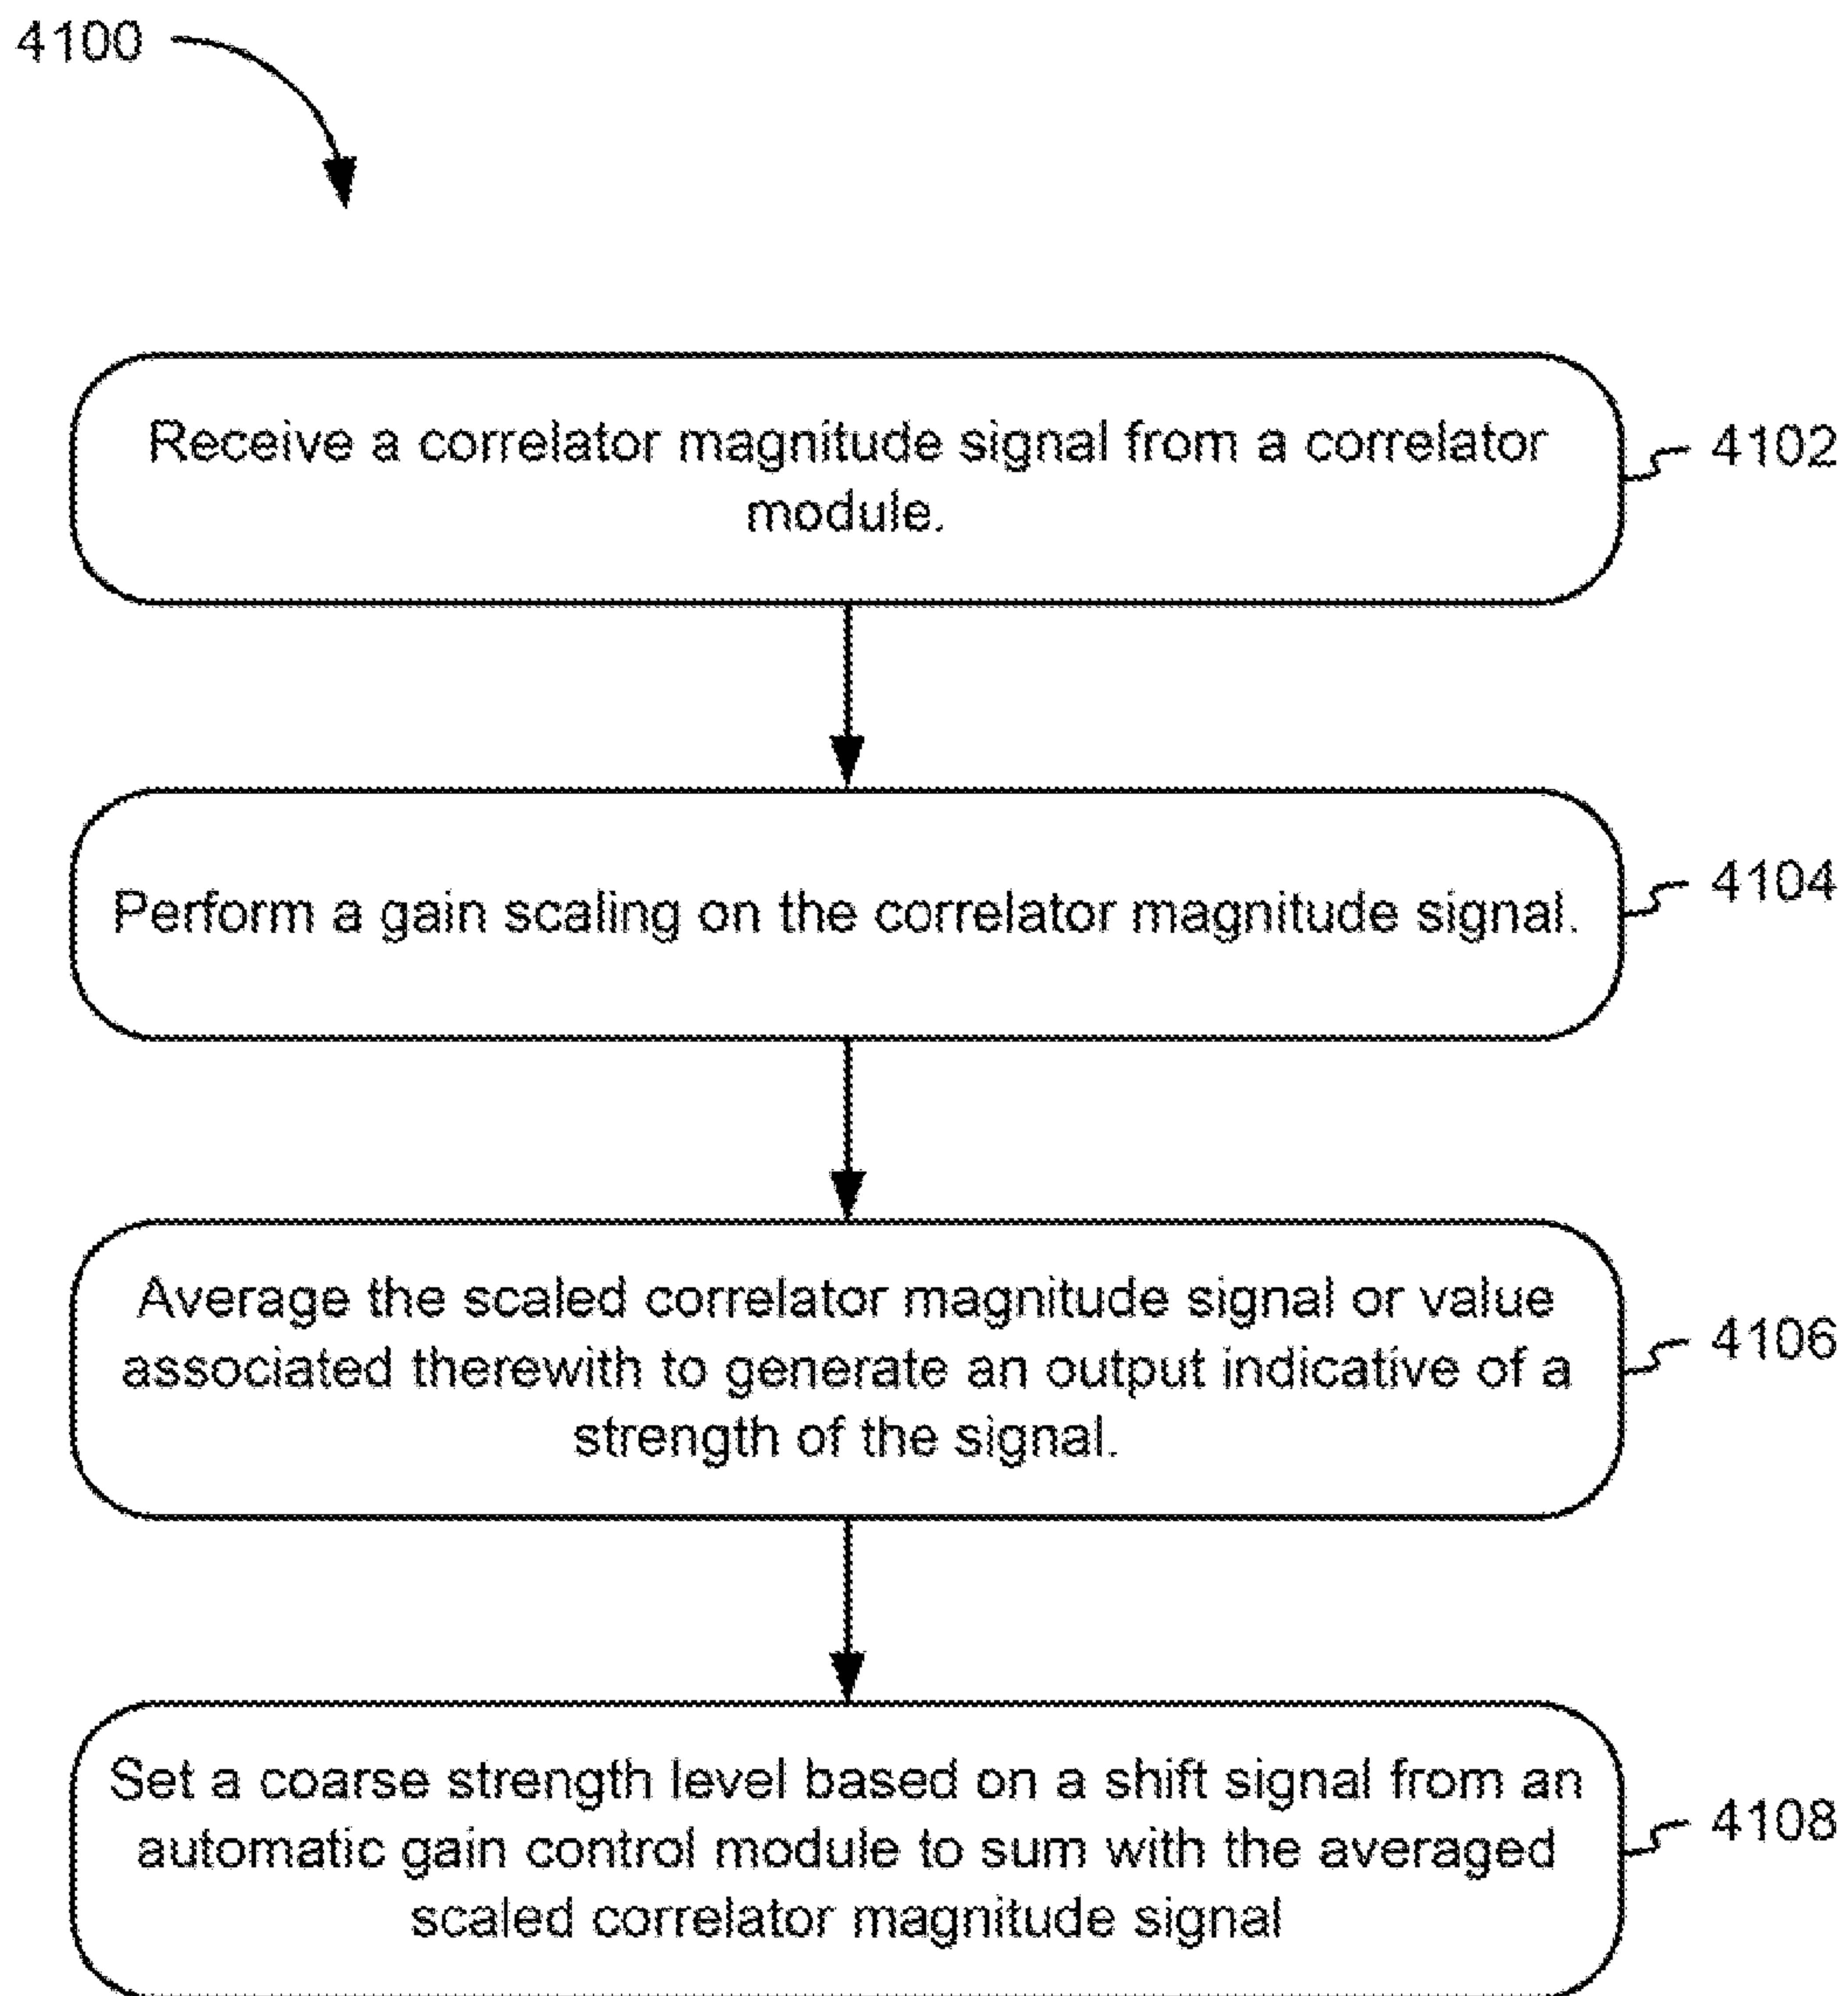 4100
Receive a correlator magnitude signal from a correlator
module.
4102
Perform a gain scaling on the correlator magnitude signal.
4104
Average the scaled correlator magnitude signal or value
associated therewith to generate an output indicative of a
strength of the signal.
4106
Set a coarse strength level based on a shift signal from an
automatic gain control module to sum with the averaged
scaled correlator magnitude signal
4108